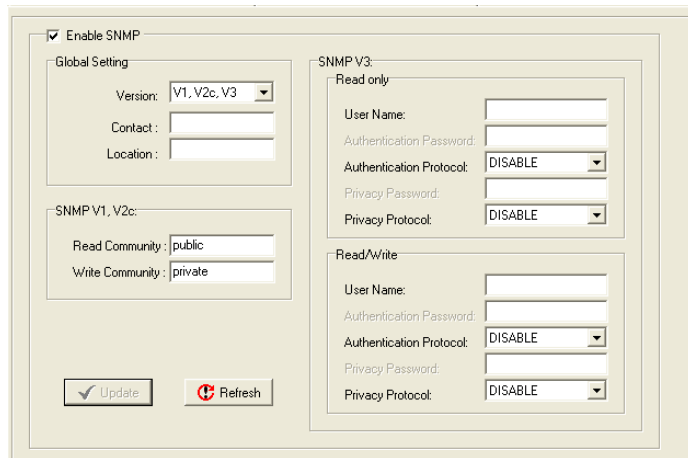 Enable SNMP
Global Setting
Version: V1, V2c, V3
Contact :
Location :
SNMP V1, V2c:
Read Community : public
Write Community : private
Update
Refresh
SNMP V3:
Read only
User Name:
Authentication Password:
Authentication Protocol: DISABLE
Privacy Password:
Privacy Protocol: DISABLE
Read/Write
User Name:
Authentication Password:
Authentication Protocol: DISABLE
Privacy Password:
Privacy Protocol: DISABLE